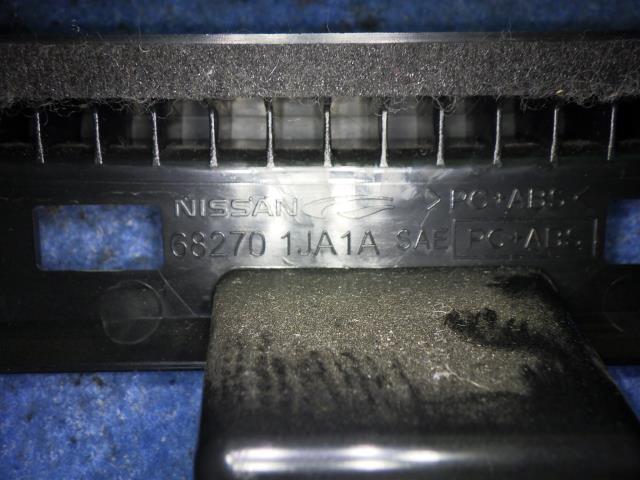 NISSAN >PC+ABS<
68270 1JA1A SAE PC+ABS